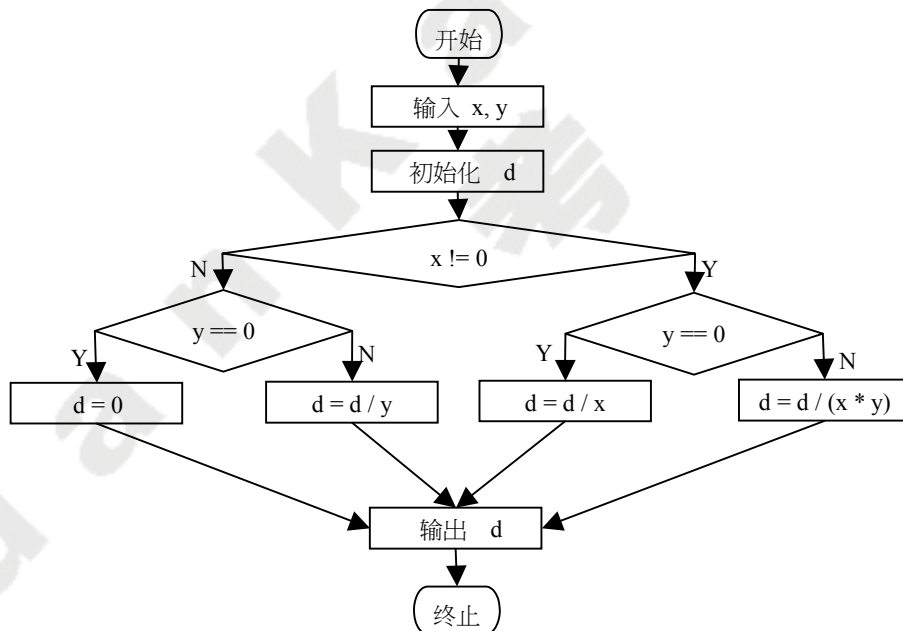 开始
输入 x, y
初始化 d
x != 0
N
Y
y == 0
y == 0
Y
N
Y
N
d = 0
d = d / y
d = d / x
d = d / (x * y)
输出 d
终止